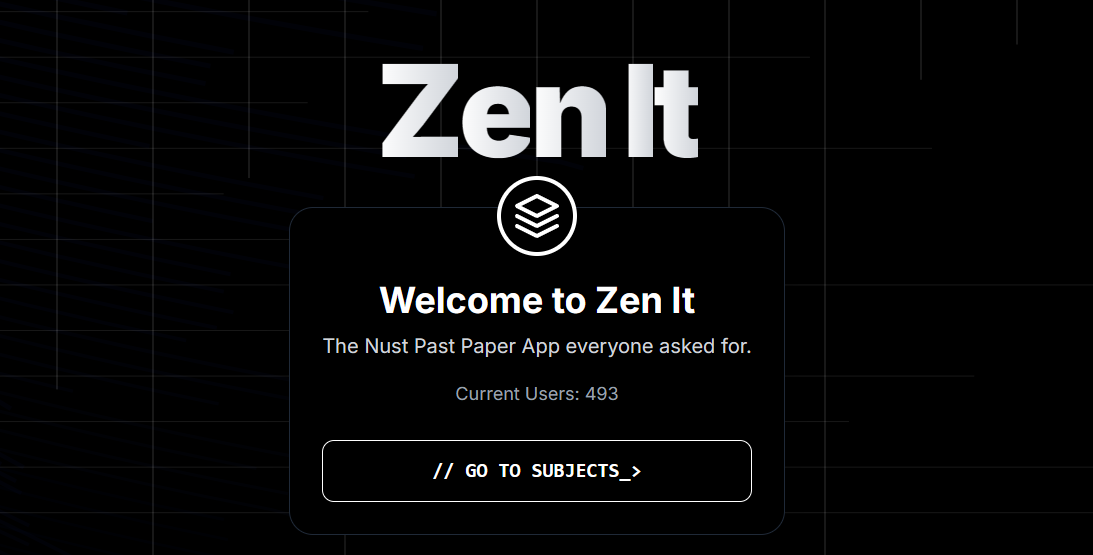 Zen It
Welcome to Zen It
The Nust Past Paper App everyone asked for.
Current Users: 493
// GO TO SUBJECTS_>